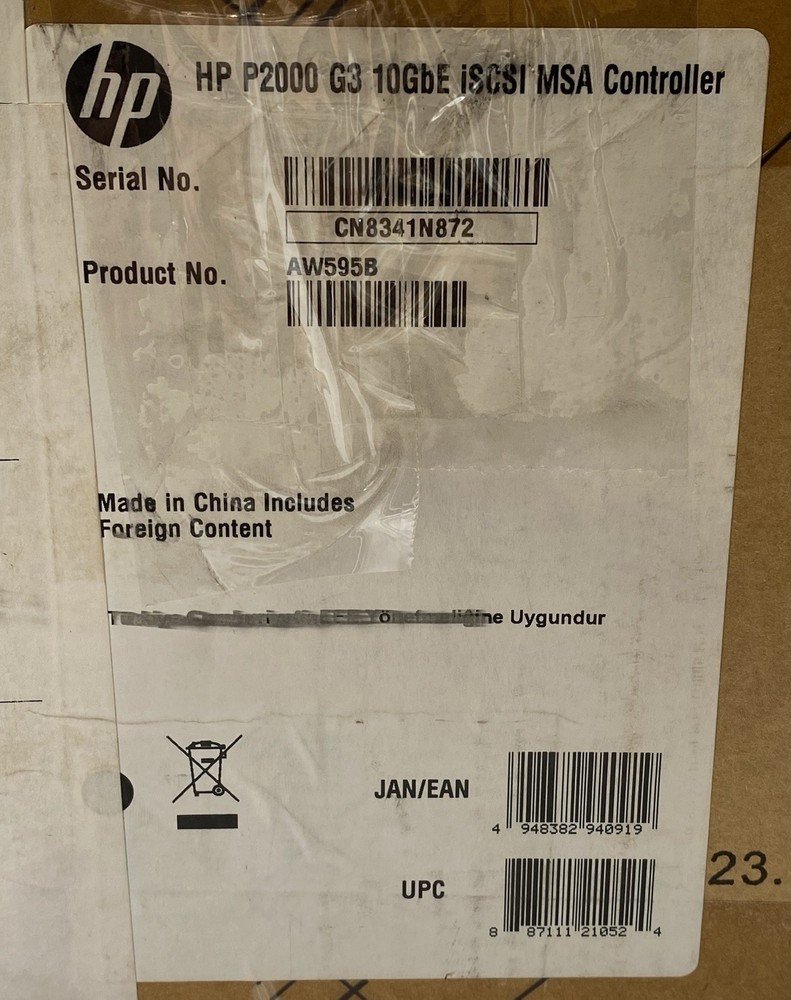 hp
HP P2000 G3 10GbE iSCSI MSA Controller
Serial No.
CN8341N872
Product No.
AW595B
Made in China Includes
Foreign Content
Uygundur
JAN/EAN
4 948382 940919
23.
UPC
8 87111 21052 4